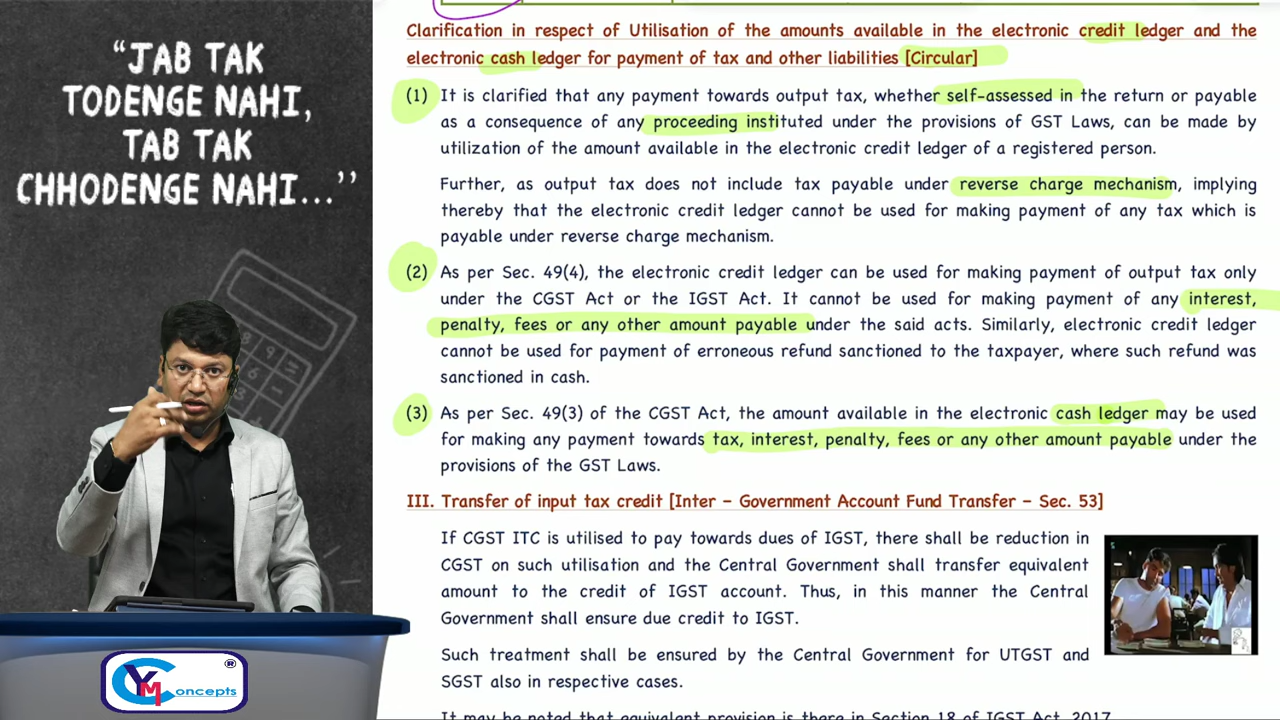 “JAB TAK
TODENGE NAHI,
TAB TAK
CHHODENGE NAHI...’’
Clarification in respect of Utilisation of the amounts available in the electronic credit ledger and the
electronic cash ledger for payment of tax and other liabilities [Circular]
(1) It is clarified that any payment towards output tax, whether self-assessed in the return or payable
as a consequence of any proceeding instituted under the provisions of GST Laws, can be made by
utilization of the amount available in the electronic credit ledger of a registered person.
Further, as output tax does not include tax payable under reverse charge mechanism, implying
thereby that the electronic credit ledger cannot be used for making payment of any tax which is
payable under reverse charge mechanism.
(2) As per Sec. 49(4), the electronic credit ledger can be used for making payment of output tax only
under the CGST Act or the IGST Act. It cannot be used for making payment of any interest,
penalty, fees or any other amount payable under the said acts. Similarly, electronic credit ledger
cannot be used for payment of erroneous refund sanctioned to the taxpayer, where such refund was
sanctioned in cash.
(3) As per Sec. 49(3) of the CGST Act, the amount available in the electronic cash ledger may be used
for making any payment towards tax, interest, penalty, fees or any other amount payable under the
provisions of the GST Laws.
III. Transfer of input tax credit [Inter – Government Account Fund Transfer – Sec. 53]
If CGST ITC is utilised to pay towards dues of IGST, there shall be reduction in
CGST on such utilisation and the Central Government shall transfer equivalent
amount to the credit of IGST account. Thus, in this manner the Central
Government shall ensure due credit to IGST.
Such treatment shall be ensured by the Central Government for UTGST and
SGST also in respective cases.
It may be noted that equivalent provision is there in Section 18 of IGST Act, 2017
YM Concepts ®